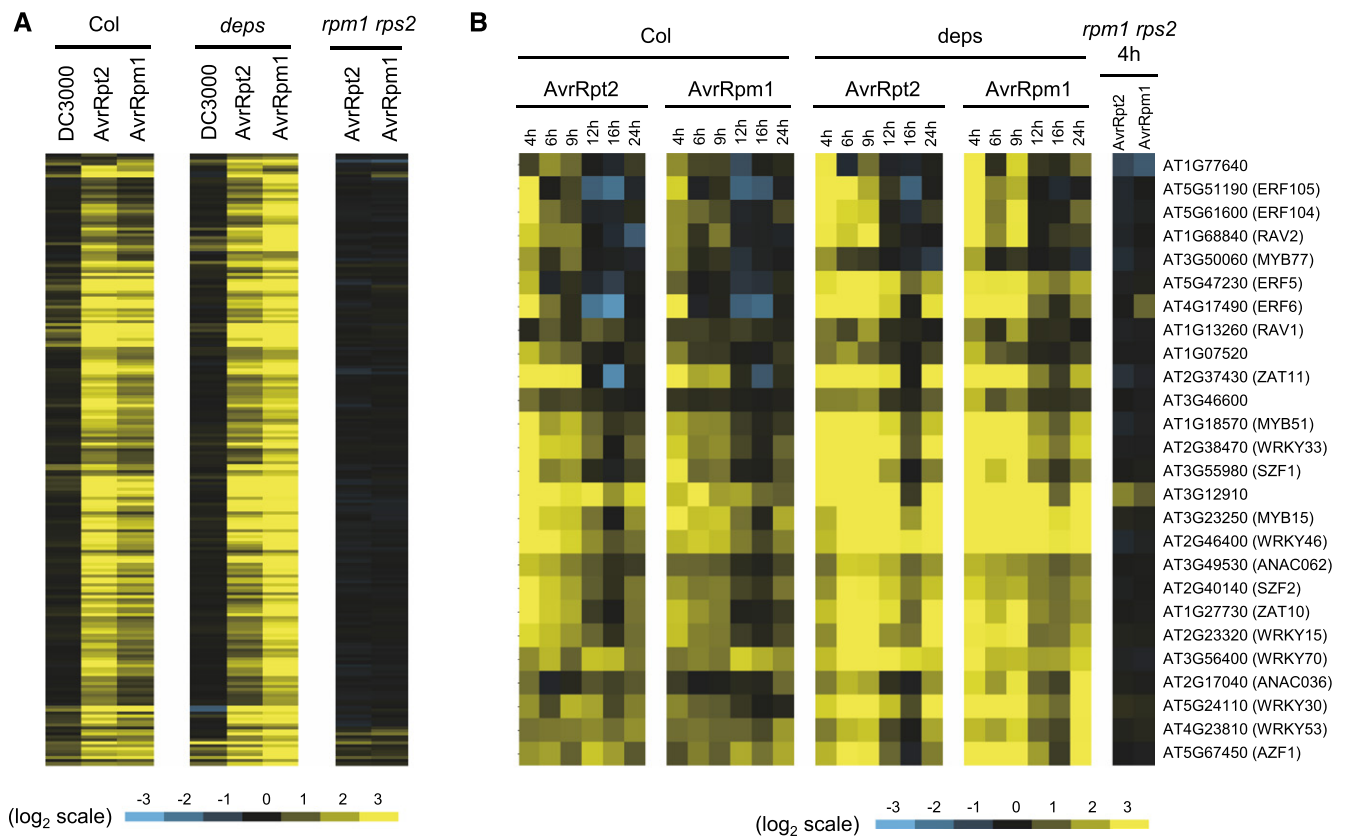 A
Col
deps
rpm1 rps2
DC3000
AvrRpt2
AvrRpm1
DC3000
AvrRpt2
AvrRpm1
AvrRpt2
AvrRpm1
-3 -2 -1 0 1 2 3
(log2 scale)
B
Col
deps
rpm1 rps2
4h
AvrRpt2
AvrRpm1
AvrRpt2
AvrRpm1
AvrRpt2
AvrRpm1
4h 6h 9h 12h 16h 24h
4h 6h 9h 12h 16h 24h
4h 6h 9h 12h 16h 24h
4h 6h 9h 12h 16h 24h
AT1G77640
AT5G51190 (ERF105)
AT5G61600 (ERF104)
AT1G68840 (RAV2)
AT3G50060 (MYB77)
AT5G47230 (ERF5)
AT4G17490 (ERF6)
AT1G13260 (RAV1)
AT1G07520
AT2G37430 (ZAT11)
AT3G46600
AT1G18570 (MYB51)
AT2G38470 (WRKY33)
AT3G55980 (SZF1)
AT3G12910
AT3G23250 (MYB15)
AT2G46400 (WRKY46)
AT3G49530 (ANAC062)
AT2G40140 (SZF2)
AT1G27730 (ZAT10)
AT2G23320 (WRKY15)
AT3G56400 (WRKY70)
AT2G17040 (ANAC036)
AT5G24110 (WRKY30)
AT4G23810 (WRKY53)
AT5G67450 (AZF1)
-3 -2 -1 0 1 2 3
(log2 scale)